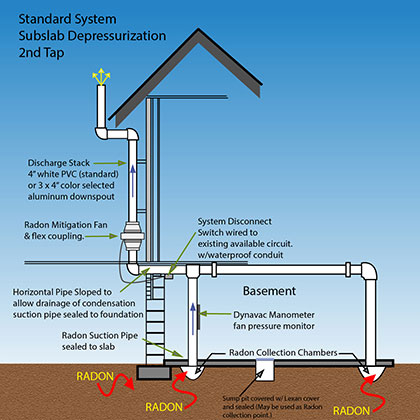 Standard System
Subslab Depressurization
2nd Tap
Discharge Stack
4" white PVC (standard)
or 3 x 4" color selected
aluminum downspout
Radon Mitigation Fan
& flex coupling.
System Disconnect
Switch wired to
existing available circuit.
w/waterproof conduit
Horizontal Pipe Sloped to
allow drainage of condensation
suction pipe sealed to foundation
Basement
Dynavac Manometer
fan pressure monitor
Radon Suction Pipe
sealed to slab
Radon Collection Chambers
RADON
RADON
Sump pit covered w/ Lexan cover
and sealed (May be used as Radon
collection point.)
RADON